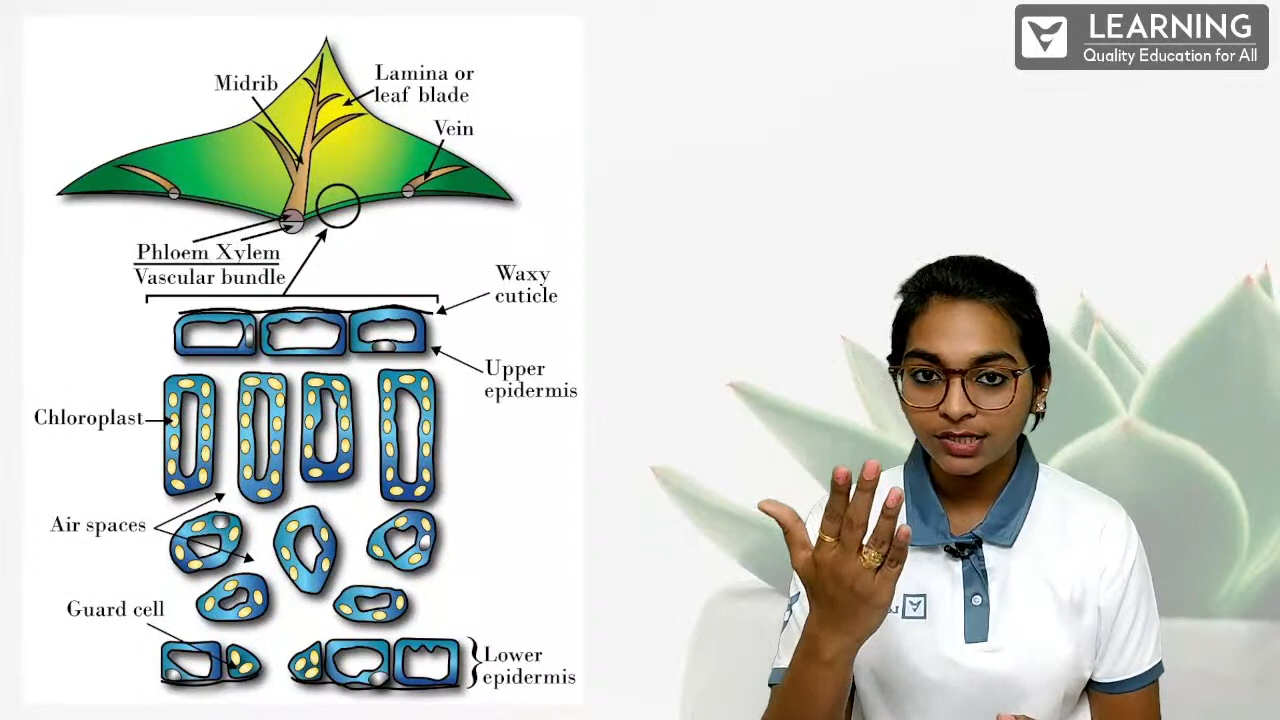 LEARNING
Quality Education for All
Midrib
Lamina or
leaf blade
Vein
Phloem Xylem
Vascular bundle
Waxy
cuticle
Upper
epidermis
Chloroplast
Air spaces
Guard cell
Lower
epidermis